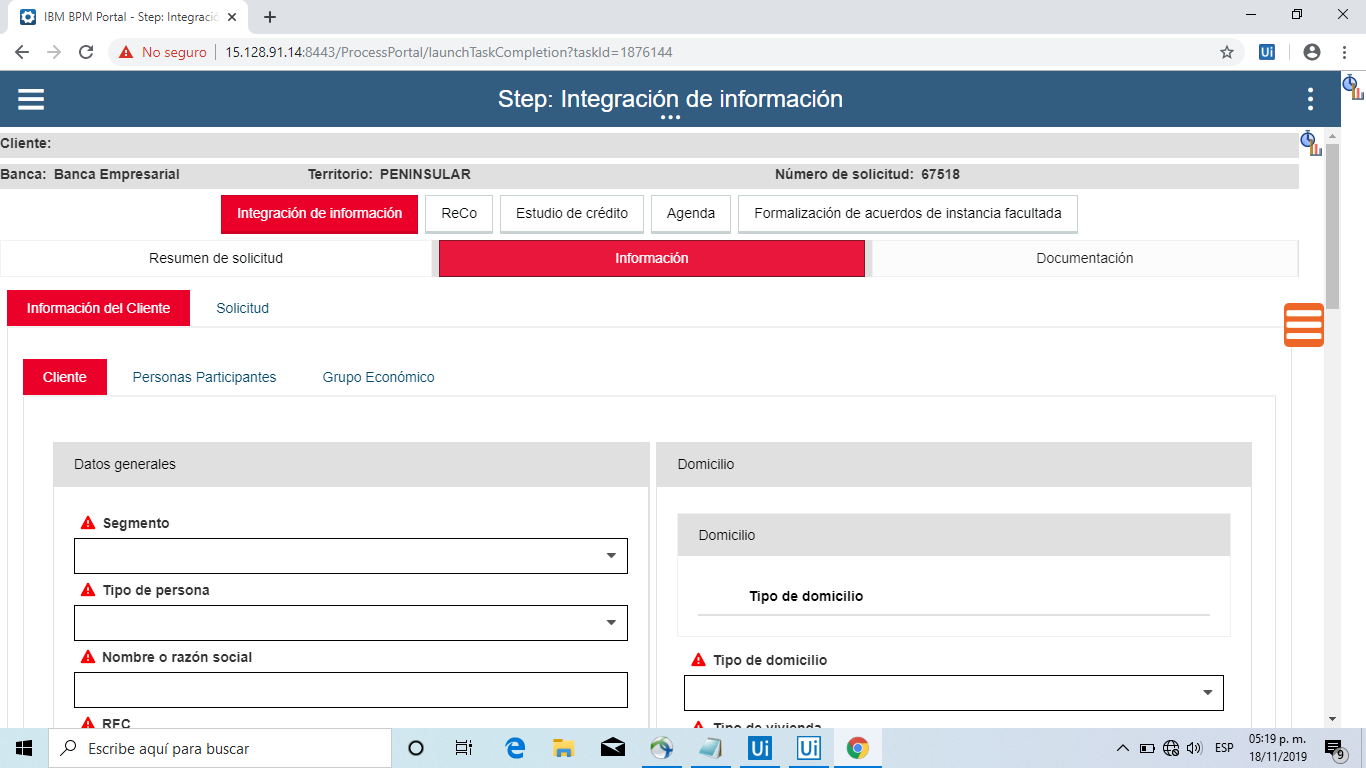 IBM BPM Portal - Step: Integració
No seguro
15.128.91.14:8443/ProcessPortal/launchTaskCompletion?taskId=1876144
Ui
Step: Integración de información
Cliente:
Banca: Banca Empresarial Territorio: PENINSULAR Número de solicitud: 67518
Integración de información ReCo Estudio de crédito Agenda Formalización de acuerdos de instancia facultada
Resumen de solicitud Información Documentación
Información del Cliente Solicitud
Cliente Personas Participantes Grupo Económico
Datos generales
Segmento
Tipo de persona
Nombre o razón social
RFC
Domicilio
Domicilio
Tipo de domicilio
Tipo de domicilio
Tipo de vivienda
Escribe aquí para buscar
Ui
Ui
ESP
05:19 p. m.
18/11/2019
9